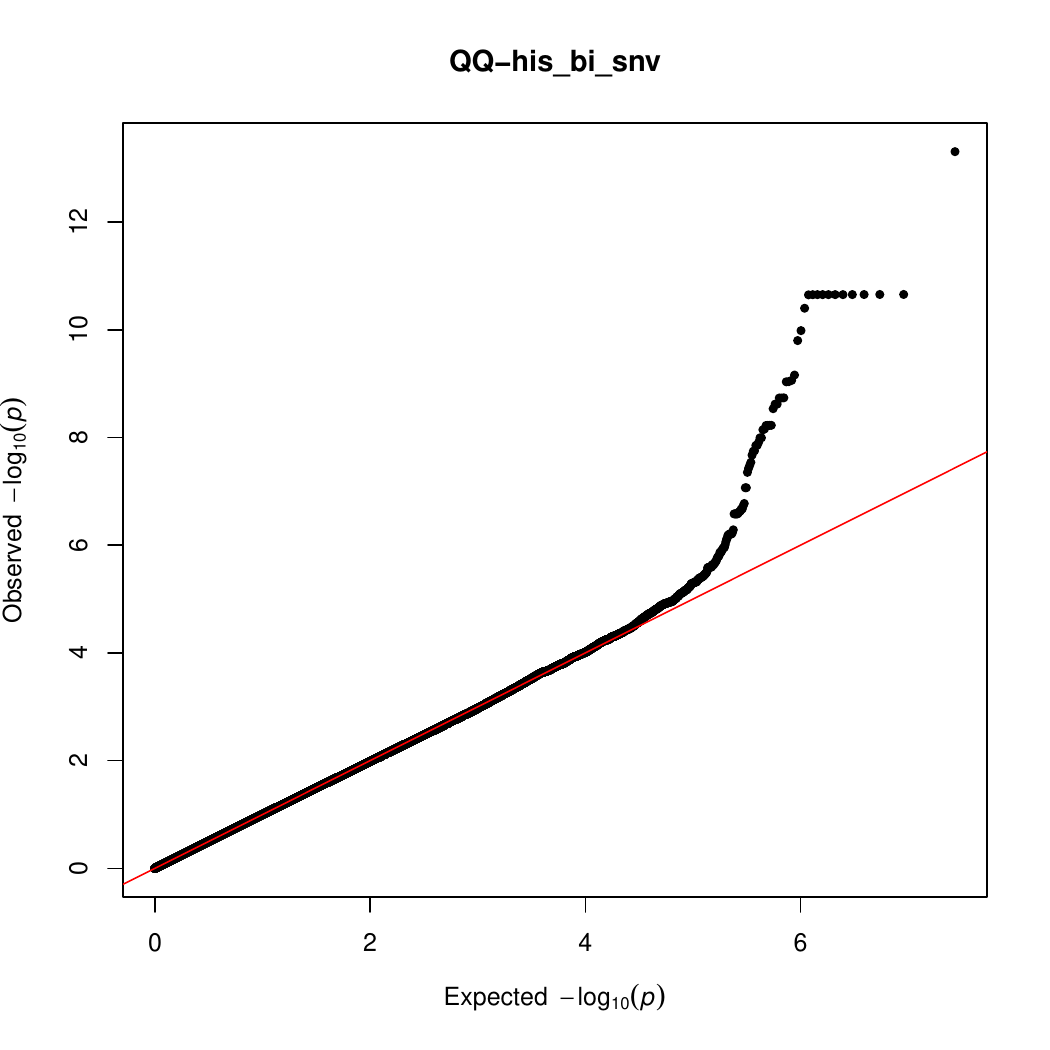 QQ−his_bi_snv
Observed −log10(p)
12
10
8
6
4
2
0
0 2 4 6
Expected −log10(p)